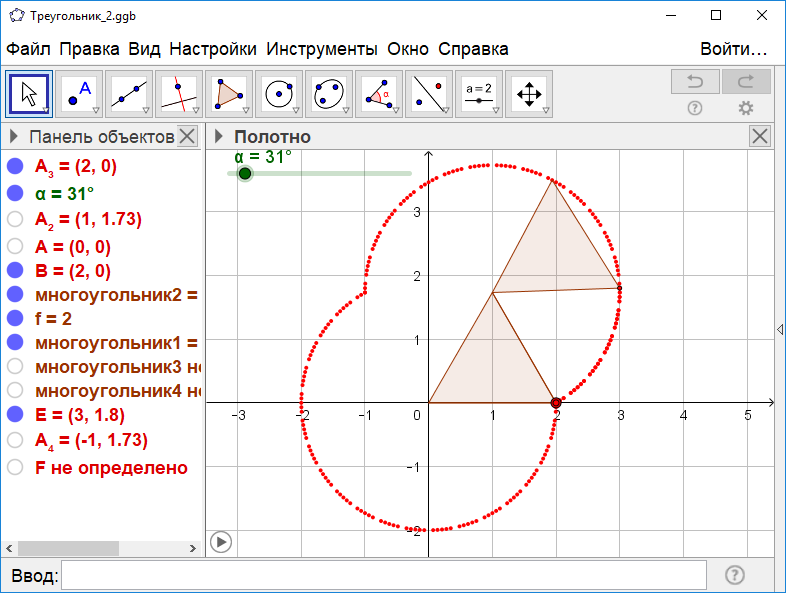 Треугольник_2.ggb
Файл Правка Вид Настройки Инструменты Окно Справка Войти…
A α a = 2
Панель объектов Полотно
A₃ = (2, 0)
α = 31°
A₂ = (1, 1.73)
A = (0, 0)
B = (2, 0)
многоугольник2 =
f = 2
многоугольник1 =
многоугольник3 не
многоугольник4 не
E = (3, 1.8)
A₄ = (-1, 1.73)
F не определено
α = 31°
3
2
1
-3 -2 -1 0 1 2 3 4 5
-1
-2
Ввод: